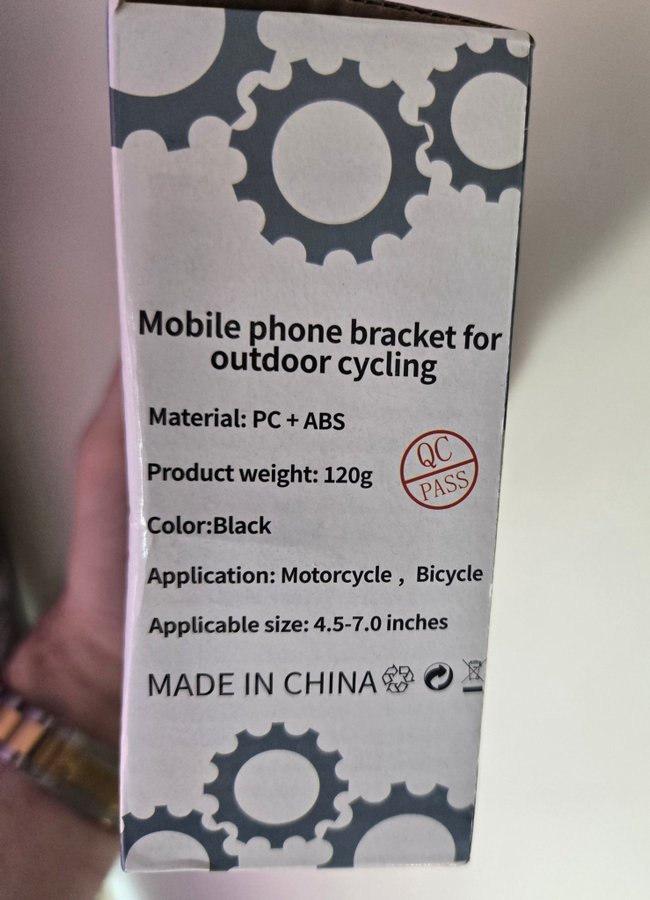 Mobile phone bracket for
outdoor cycling
Material: PC + ABS
QC
PASS
Product weight: 120g
Color:Black
Application: Motorcycle , Bicycle
Applicable size: 4.5-7.0 inches
MADE IN CHINA